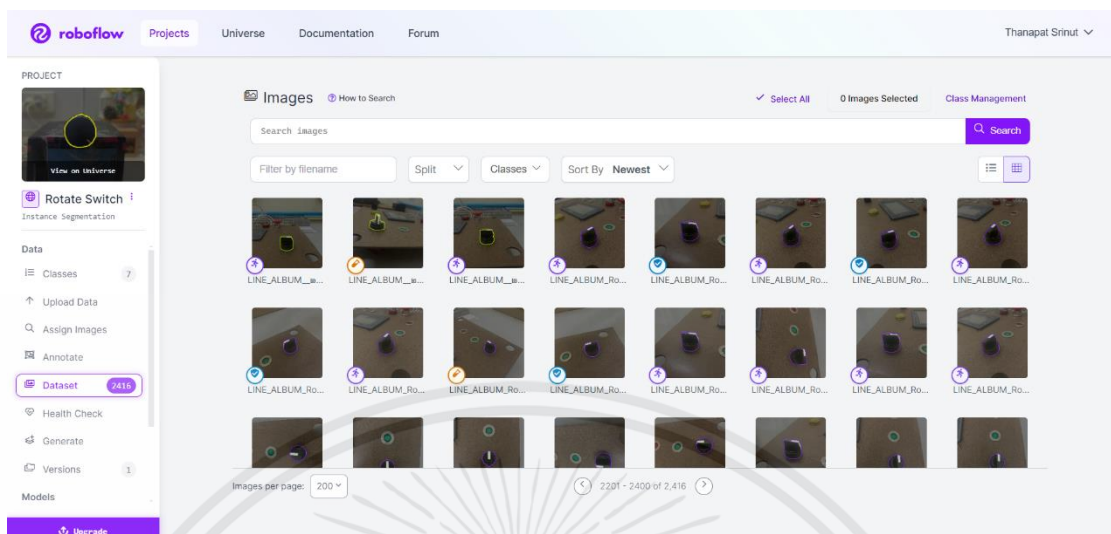 roboflow Projects Universe Documentation Forum Thanapat Srinut
PROJECT
View on Universe
Rotate Switch
Instance Segmentation
Data
Classes 7
Upload Data
Assign Images
Annotate
Dataset 2416
Health Check
Generate
Versions 1
Models
Upgrade
Images How to Search Select All 0 Images Selected Class Management
Search images Search
Filter by filename Split Classes Sort By Newest
LINE_ALBUM__... LINE_ALBUM__... LINE_ALBUM__... LINE_ALBUM_Ro... LINE_ALBUM_Ro... LINE_ALBUM_Ro... LINE_ALBUM_Ro... LINE_ALBUM_Ro...
LINE_ALBUM_Ro... LINE_ALBUM_Ro... LINE_ALBUM_Ro... LINE_ALBUM_Ro... LINE_ALBUM_Ro... LINE_ALBUM_Ro... LINE_ALBUM_Ro... LINE_ALBUM_Ro...
Images per page: 200 2201 - 2400 of 2,416